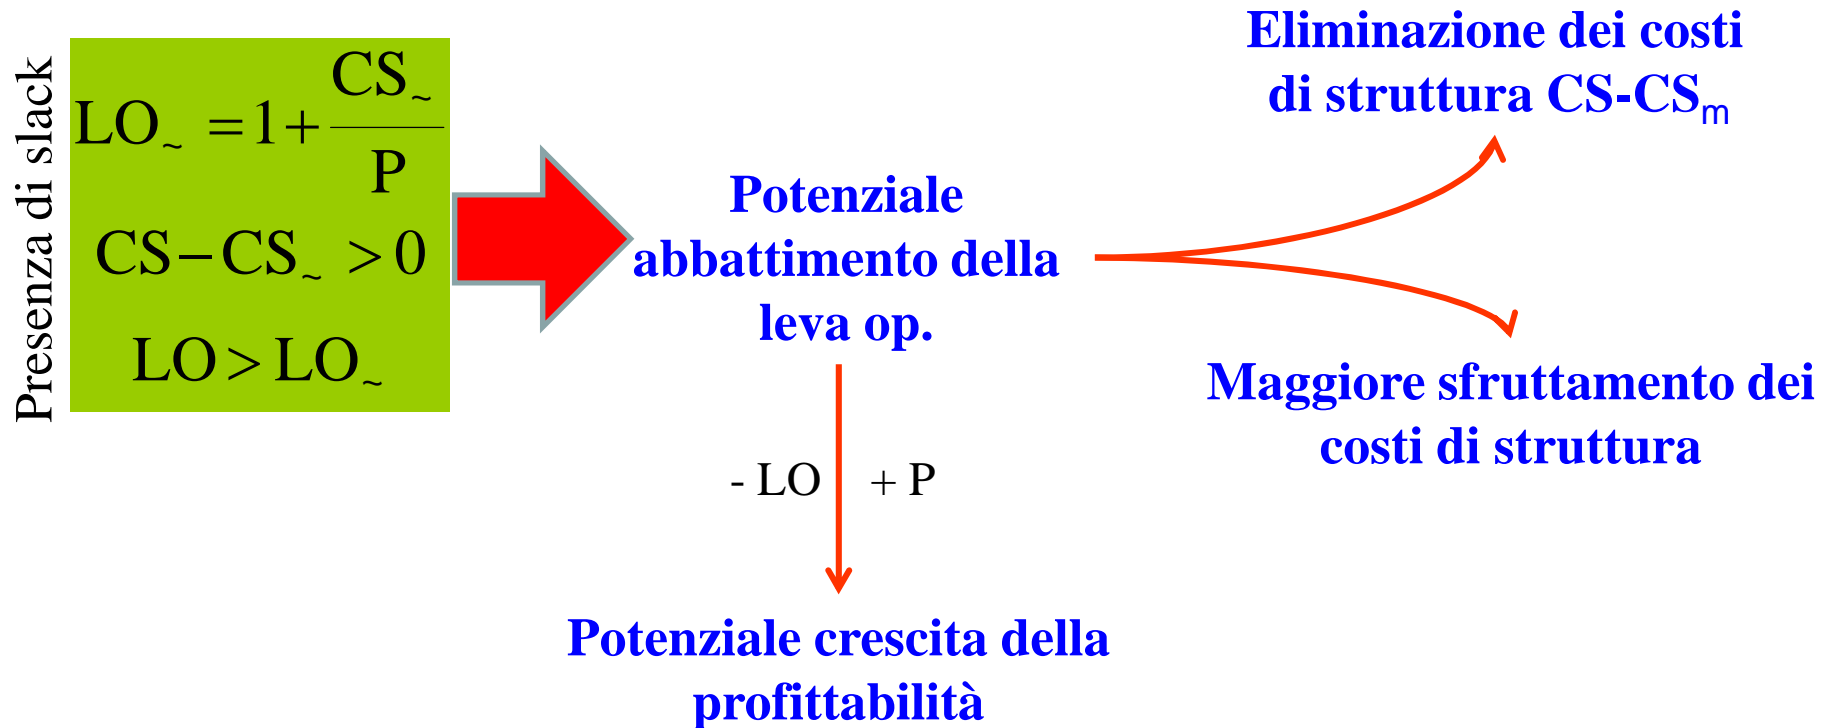 Presenza di slack
LO~ = 1 + CS~ / P
CS − CS~ > 0
LO > LO~
Potenziale
abbattimento della
leva op.
Eliminazione dei costi
di struttura CS-CSm
Maggiore sfruttamento dei
costi di struttura
- LO + P
Potenziale crescita della
profittabilità